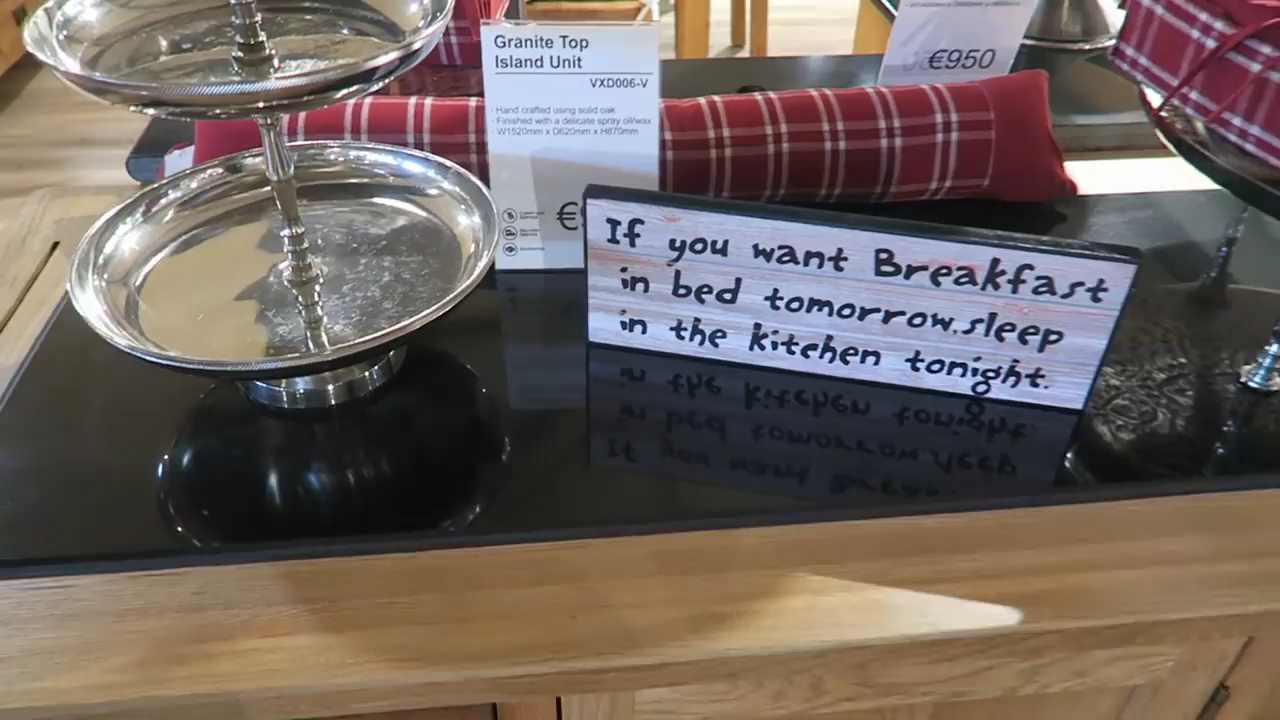 Granite Top
Island Unit
VXD006-V
- Hand crafted using solid oak
- Finished with a delicate spray oil/wax
- W1520mm x D620mm x H870mm
€
€950
If you want Breakfast
in bed tomorrow.sleep
in the kitchen tonight.